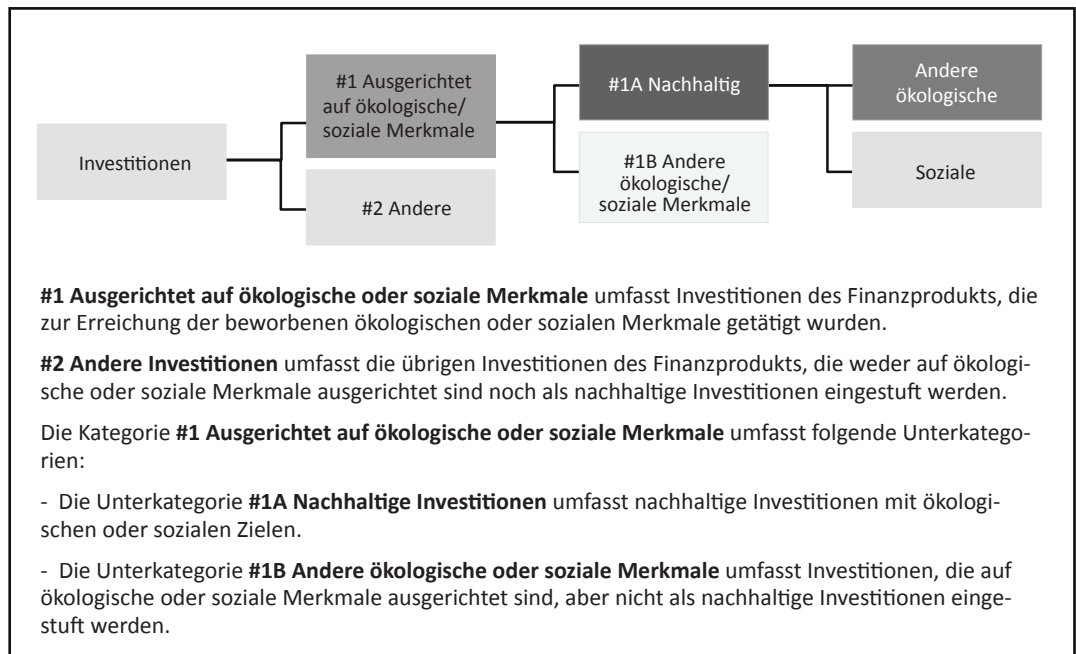 Investitionen
#1 Ausgerichtet
auf ökologische/
soziale Merkmale
#2 Andere
#1A Nachhaltig
#1B Andere
ökologische/
soziale Merkmale
Andere
ökologische
Soziale
#1 Ausgerichtet auf ökologische oder soziale Merkmale umfasst Investitionen des Finanzprodukts, die
zur Erreichung der beworbenen ökologischen oder sozialen Merkmale getätigt wurden.
#2 Andere Investitionen umfasst die übrigen Investitionen des Finanzprodukts, die weder auf ökologi-
sche oder soziale Merkmale ausgerichtet sind noch als nachhaltige Investitionen eingestuft werden.
Die Kategorie #1 Ausgerichtet auf ökologische oder soziale Merkmale umfasst folgende Unterkatego-
rien:
- Die Unterkategorie #1A Nachhaltige Investitionen umfasst nachhaltige Investitionen mit ökologi-
schen oder sozialen Zielen.
- Die Unterkategorie #1B Andere ökologische oder soziale Merkmale umfasst Investitionen, die auf
ökologische oder soziale Merkmale ausgerichtet sind, aber nicht als nachhaltige Investitionen einge-
stuft werden.